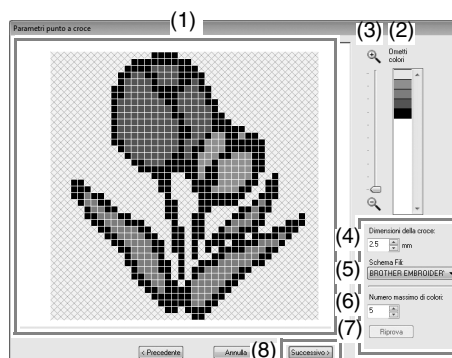 (1)
Parametri punto a croce
(3) (2)
Ometti
colori
(4)
Dimensioni della croce:
2.5 mm
(5)
Schema Fili:
BROTHER EMBROIDERY
(6)
Numero massimo di colori:
5
(7)
Riprova
(8)
< Precedente Annulla Successivo >